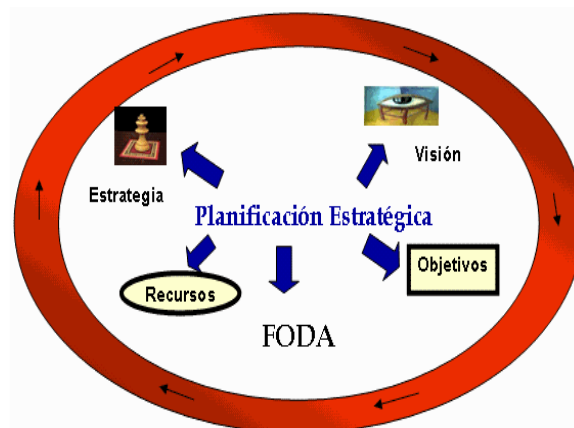 Estrategia
Visión
Planificación Estratégica
Recursos
Objetivos
FODA